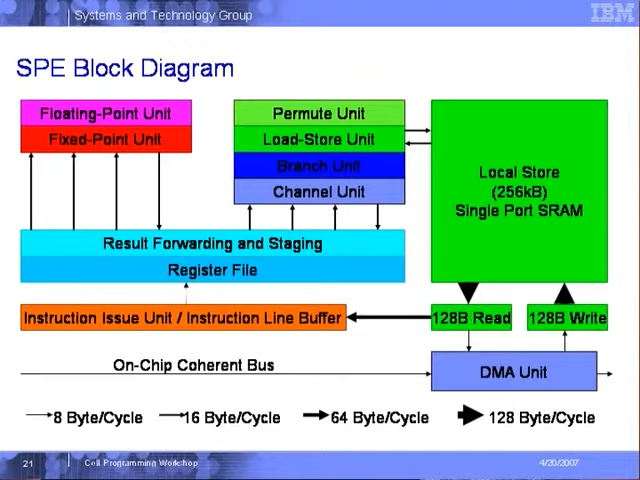 Systems and Technology Group
IBM
SPE Block Diagram
Floating-Point Unit
Fixed-Point Unit
Permute Unit
Load-Store Unit
Branch Unit
Channel Unit
Local Store
(256kB)
Single Port SRAM
Result Forwarding and Staging
Register File
Instruction Issue Unit / Instruction Line Buffer
128B Read
128B Write
On-Chip Coherent Bus
DMA Unit
8 Byte/Cycle
16 Byte/Cycle
64 Byte/Cycle
128 Byte/Cycle
21
Cell Programming Workshop
4/20/2007